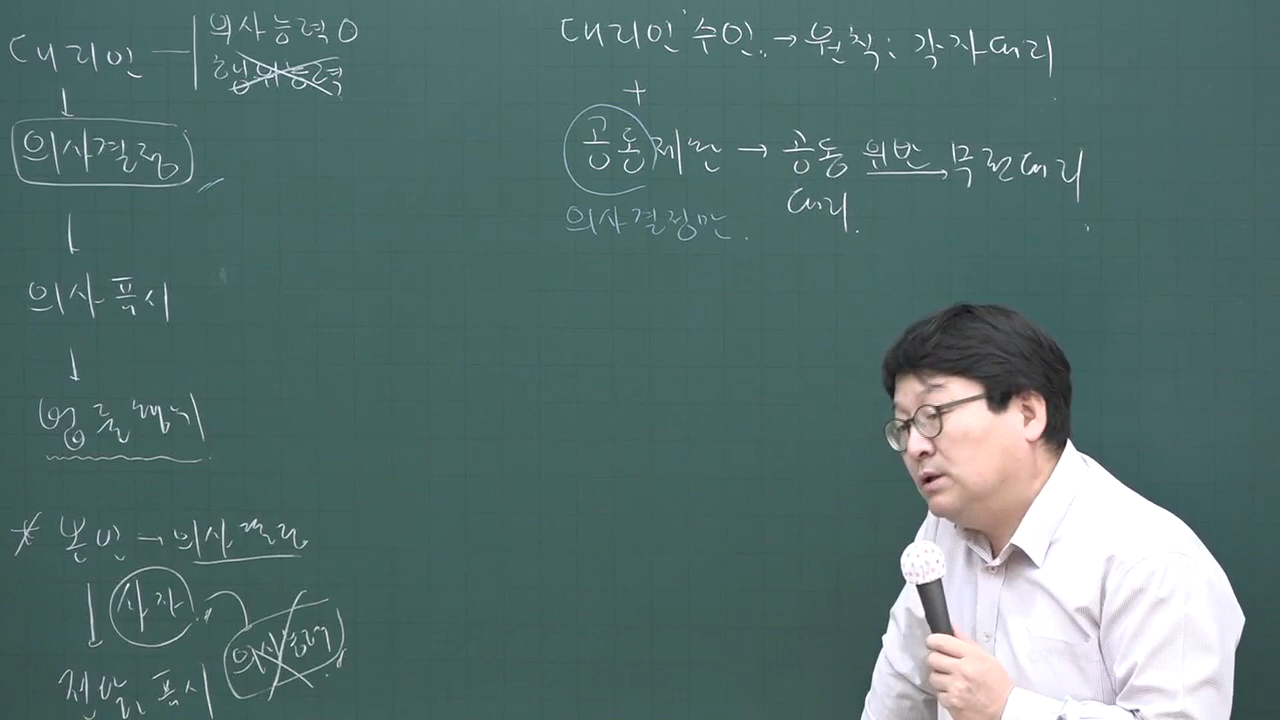 대리인 — 의사능력 O
행위능력
↓
의사결정
↓
의사표시
↓
법률행위
* 본인 → 의사결정
↓ 사자 의사능력
전달, 표시
대리인 수인. → 원칙: 각자대리
+
공동제한 → 공동대리. 위반 → 무권대리
의사결정만.